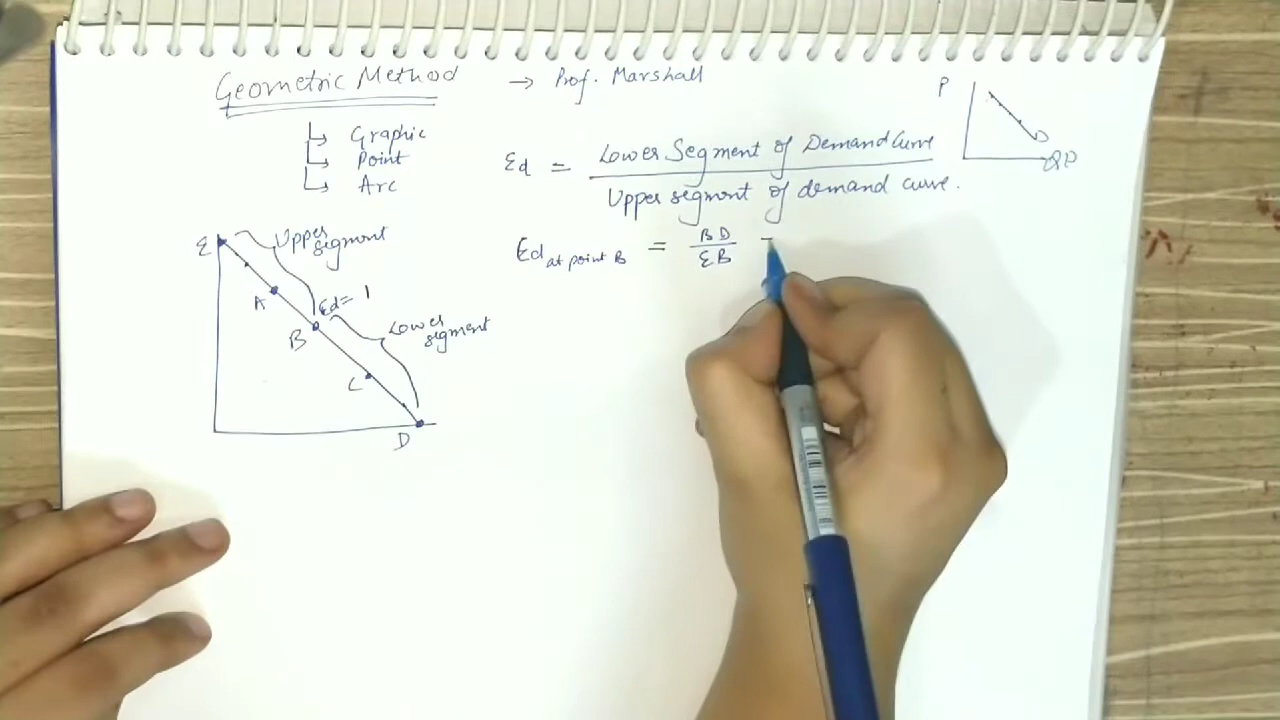 Geometric Method → Prof. Marshall
↳ Graphic
↳ Point
↳ Arc
P
QD
Ed = Lower Segment of Demand Curve
Upper segment of demand curve.
Ed at point B = BD
EB
E
Upper
segment
A
Ed = 1
B
Lower
segment
C
D